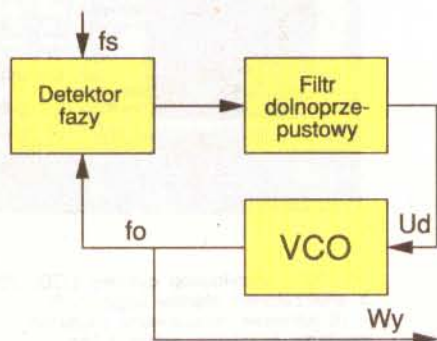 fs
Detektor
fazy
Filtr
dolnoprze-
pustowy
fo
VCO
Ud
Wy